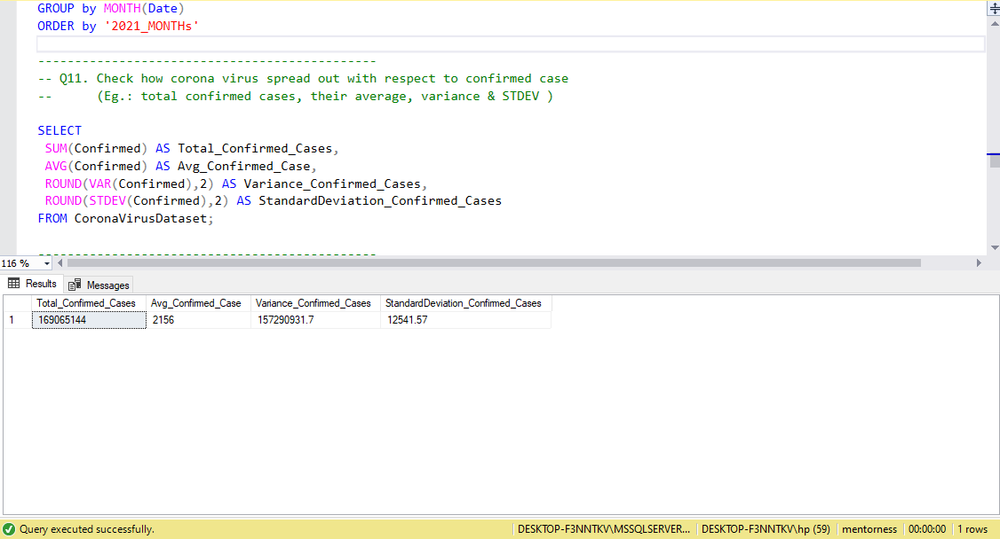 GROUP by MONTH(Date)
ORDER by '2021_MONTHs'
----------------------------------------------
-- Q11. Check how corona virus spread out with respect to confirmed case
--      (Eg.: total confirmed cases, their average, variance & STDEV )
SELECT
SUM(Confirmed) AS Total_Confirmed_Cases,
AVG(Confirmed) AS Avg_Confirmed_Case,
ROUND(VAR(Confirmed),2) AS Variance_Confirmed_Cases,
ROUND(STDEV(Confirmed),2) AS StandardDeviation_Confirmed_Cases
FROM CoronaVirusDataset;
----------------------------------------------
116 %
Results Messages
Total_Confirmed_Cases Avg_Confirmed_Case Variance_Confirmed_Cases StandardDeviation_Confirmed_Cases
1 169065144 2156 157290931.7 12541.57
Query executed successfully. DESKTOP-F3NNTKV\MSSQLSERVER... DESKTOP-F3NNTKV\hp (59) mentorness 00:00:00 1 rows